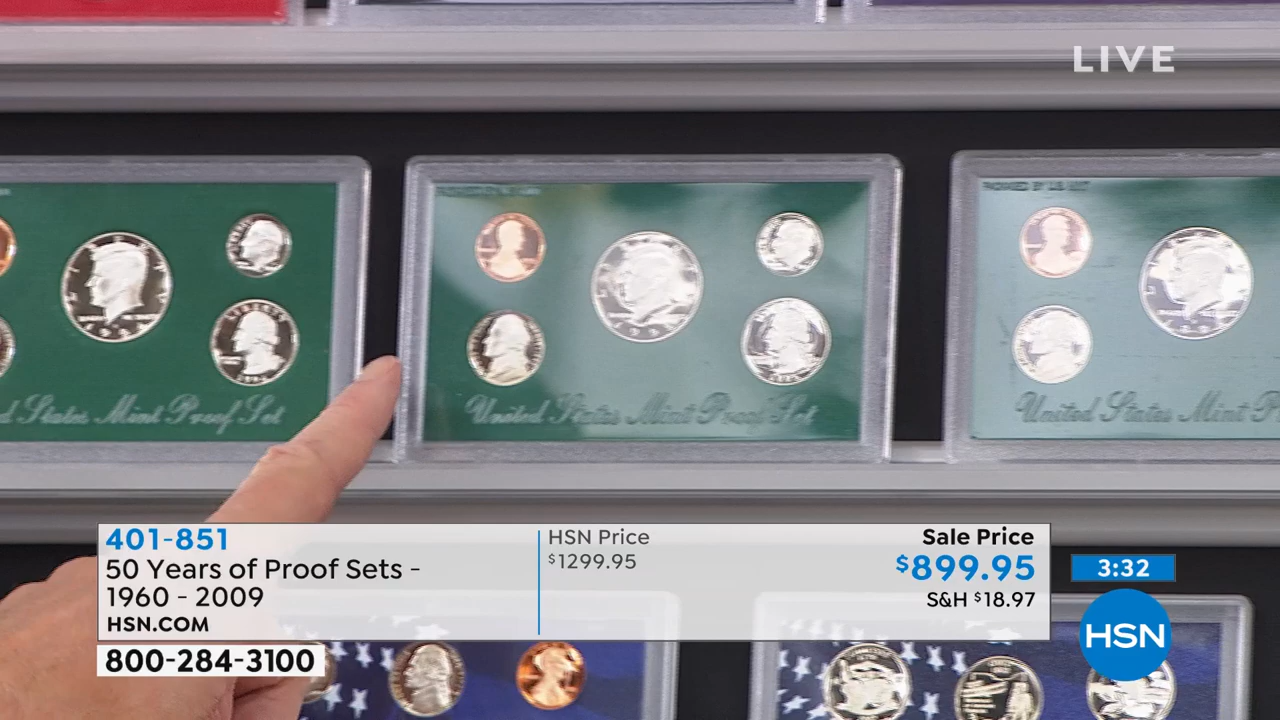 LIVE
d States Mint Proof Set
United States Mint Proof Set
United States Mint P
LIBERTY
401-851
50 Years of Proof Sets -
1960 - 2009
HSN.COM
HSN Price
$1299.95
Sale Price
$899.95
S&H $18.97
3:32
HSN
800-284-3100